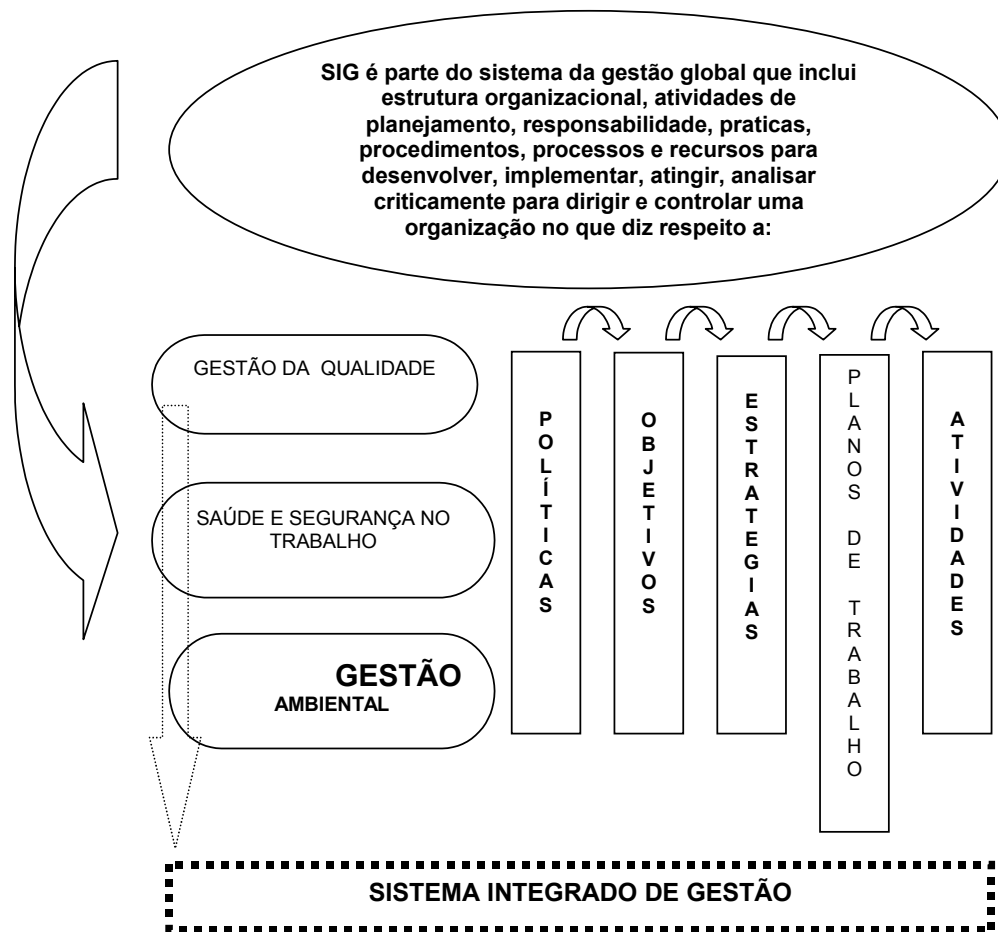 SIG é parte do sistema da gestão global que inclui
estrutura organizacional, atividades de
planejamento, responsabilidade, praticas,
procedimentos, processos e recursos para
desenvolver, implementar, atingir, analisar
criticamente para dirigir e controlar uma
organização no que diz respeito a:
GESTÃO DA QUALIDADE
SAÚDE E SEGURANÇA NO
TRABALHO
GESTÃO
AMBIENTAL
POLÍTICAS
OBJETIVOS
ESTRATEGIAS
PLANOS DE TRABALHO
ATIVIDADES
SISTEMA INTEGRADO DE GESTÃO